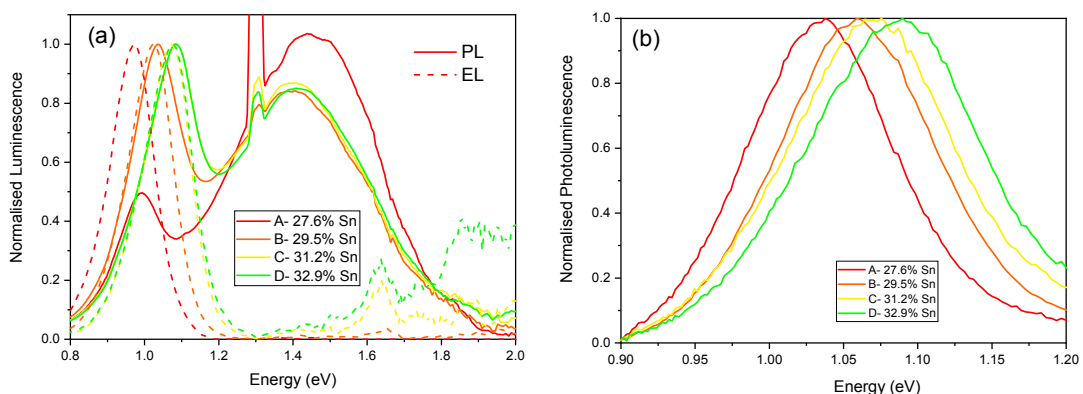 (a)
PL
EL
Normalised Luminescence
1.0
0.8
0.6
0.4
0.2
0.0
A- 27.6% Sn
B- 29.5% Sn
C- 31.2% Sn
D- 32.9% Sn
0.8 1.0 1.2 1.4 1.6 1.8 2.0
Energy (eV)
(b)
Normalised Photoluminescence
1.0
0.8
0.6
0.4
0.2
0.0
A- 27.6% Sn
B- 29.5% Sn
C- 31.2% Sn
D- 32.9% Sn
0.90 0.95 1.00 1.05 1.10 1.15 1.20
Energy (eV)